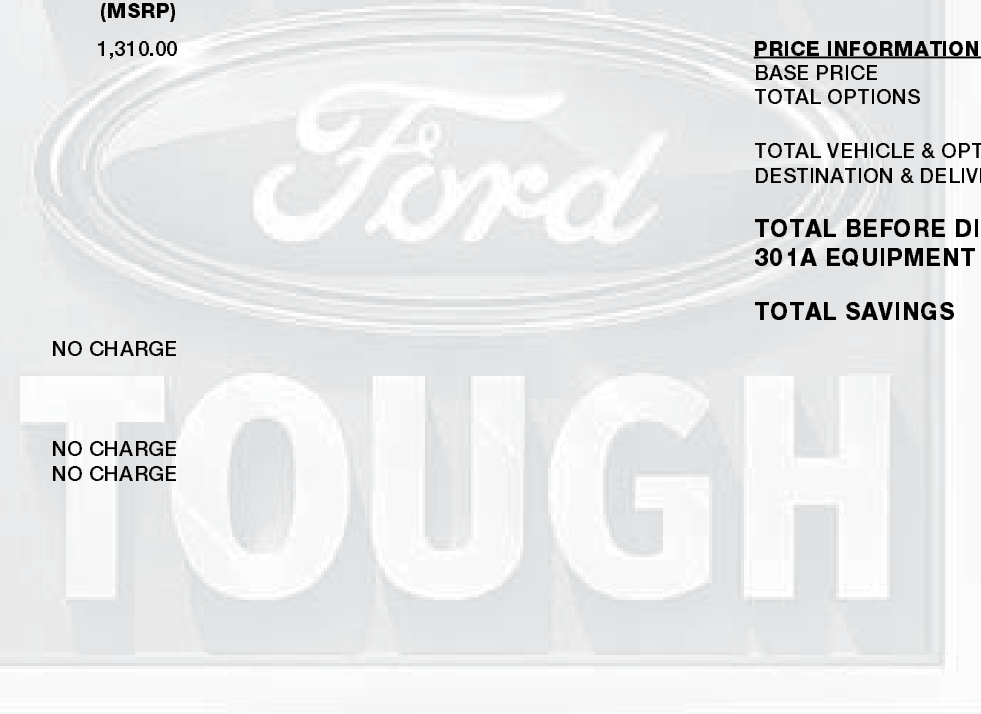 (MSRP)
1,310.00
NO CHARGE
NO CHARGE
NO CHARGE
PRICE INFORMATION
BASE PRICE
TOTAL OPTIONS
TOTAL VEHICLE & OPT
DESTINATION & DELIV
TOTAL BEFORE DI
301A EQUIPMENT
TOTAL SAVINGS
Ford
TOUGH